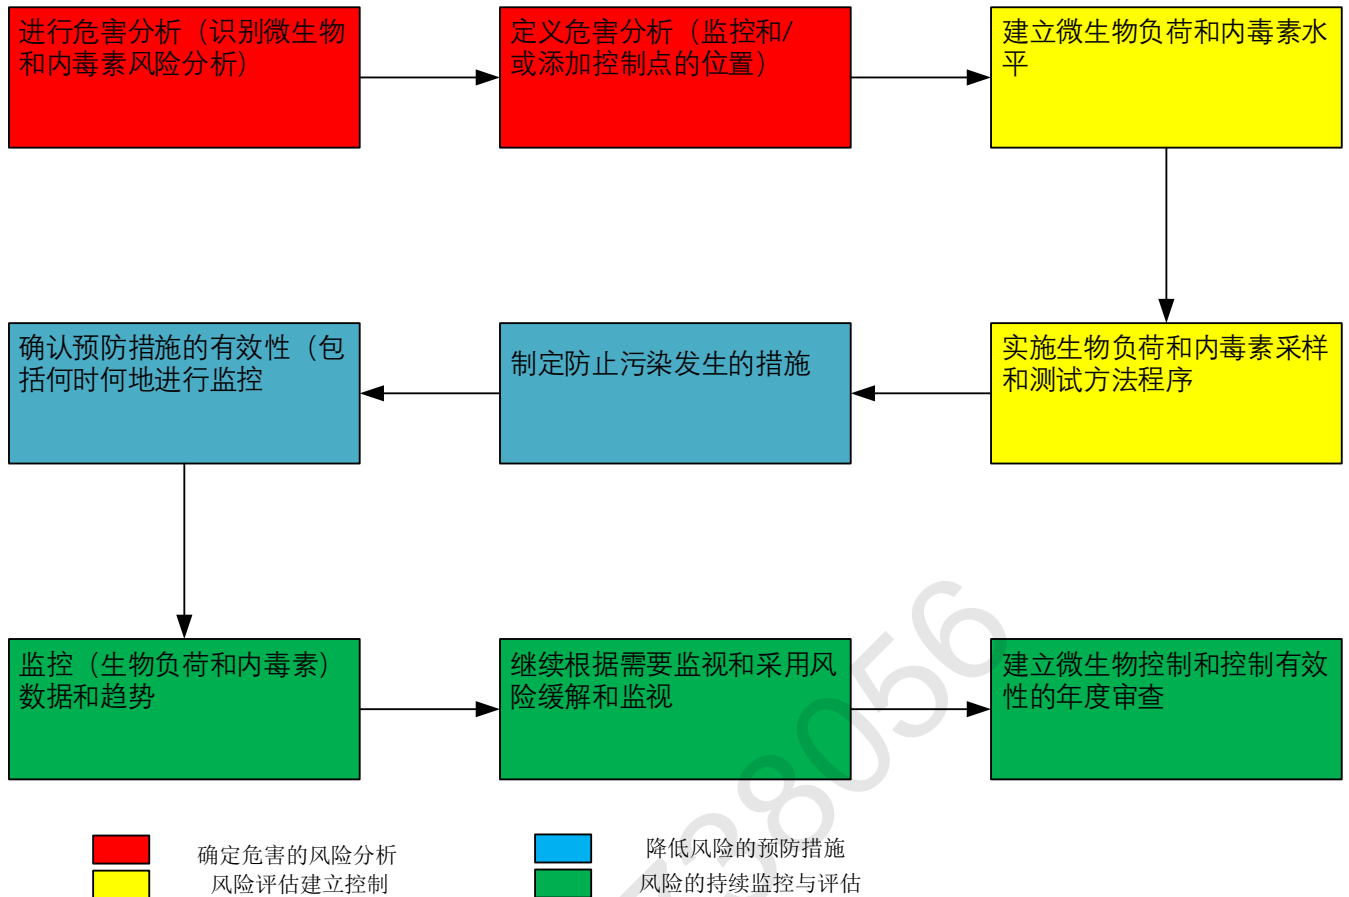 进行危害分析（识别微生物
和内毒素风险分析）
定义危害分析（监控和/
或添加控制点的位置）
建立微生物负荷和内毒素水
平
确认预防措施的有效性（包
括何时何地进行监控
制定防止污染发生的措施
实施生物负荷和内毒素采样
和测试方法程序
监控（生物负荷和内毒素）
数据和趋势
继续根据需要监视和采用风
险缓解和监视
建立微生物控制和控制有效
性的年度审查
确定危害的风险分析
降低风险的预防措施
风险评估建立控制
风险的持续监控与评估
738056